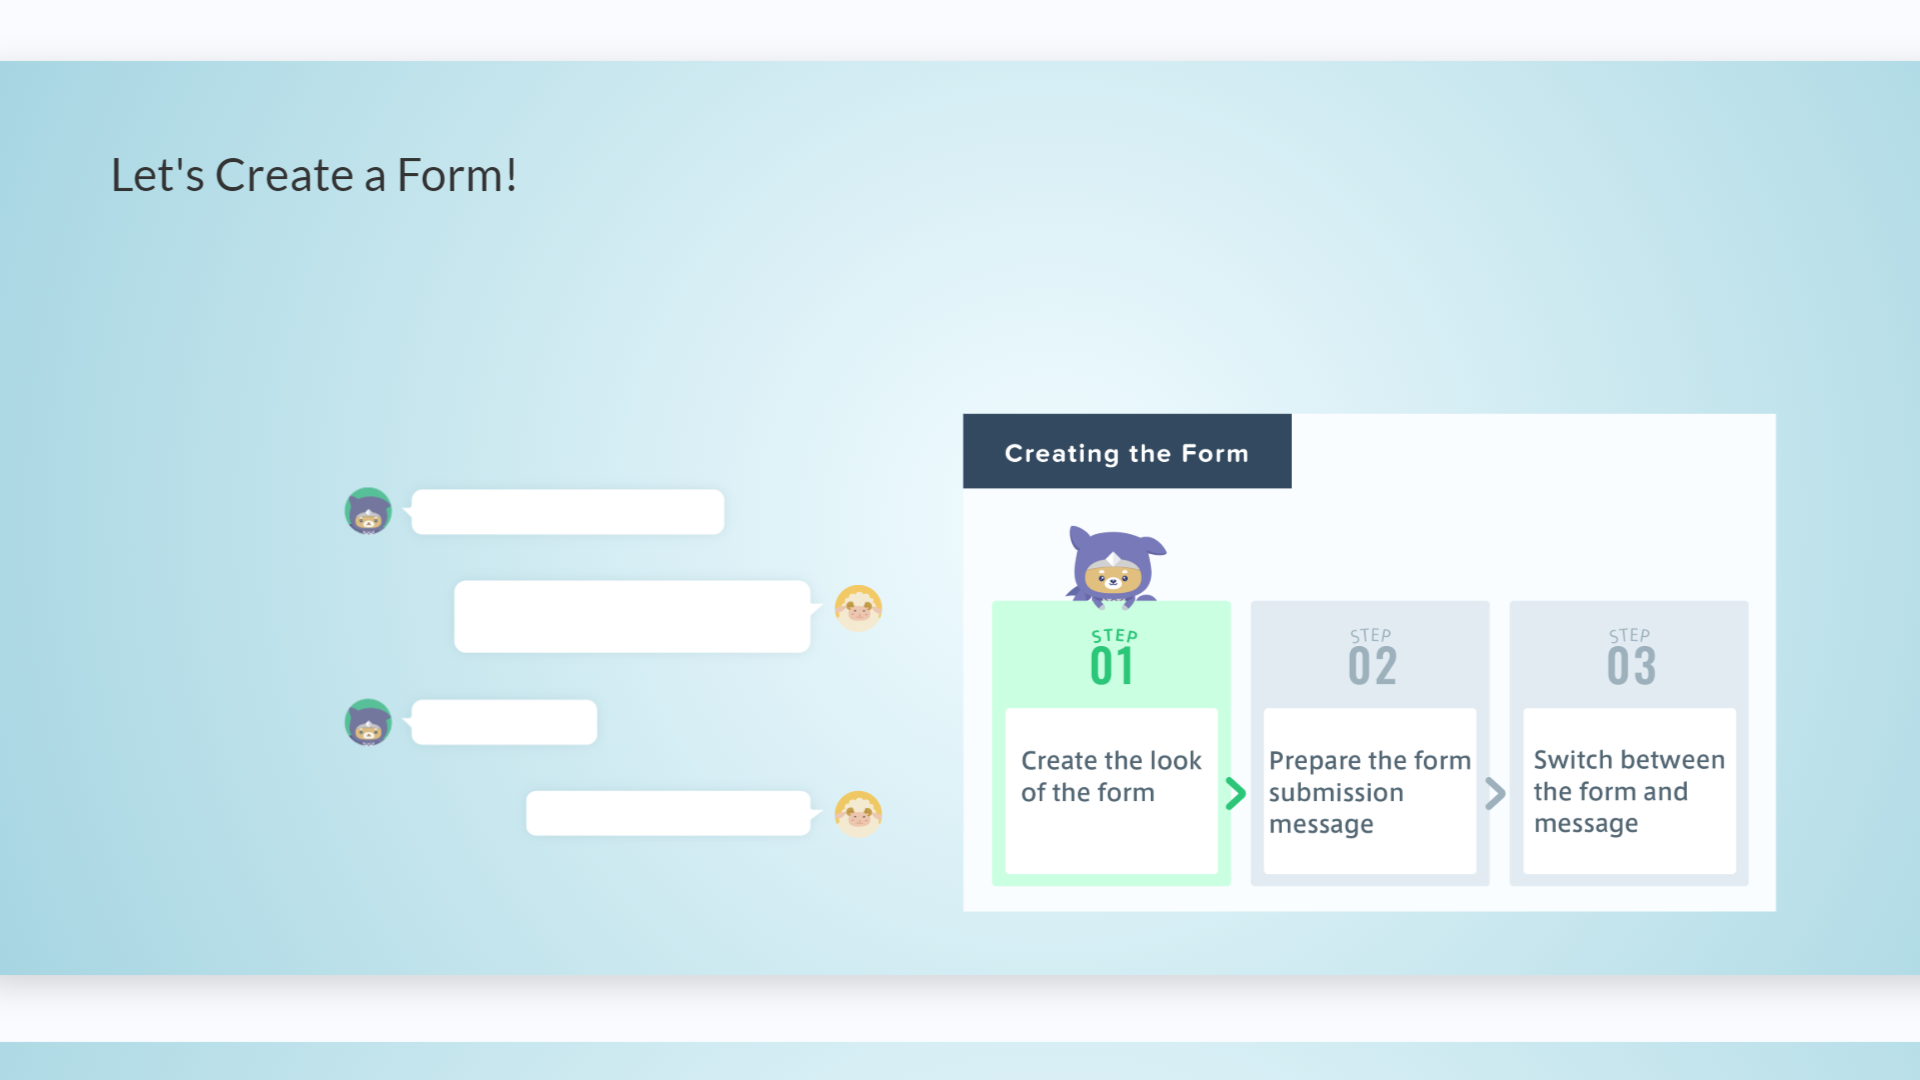 Let's Create a Form!
Creating the Form
STEP
01
Create the look
of the form
STEP
02
Prepare the form
submission
message
STEP
03
Switch between
the form and
message